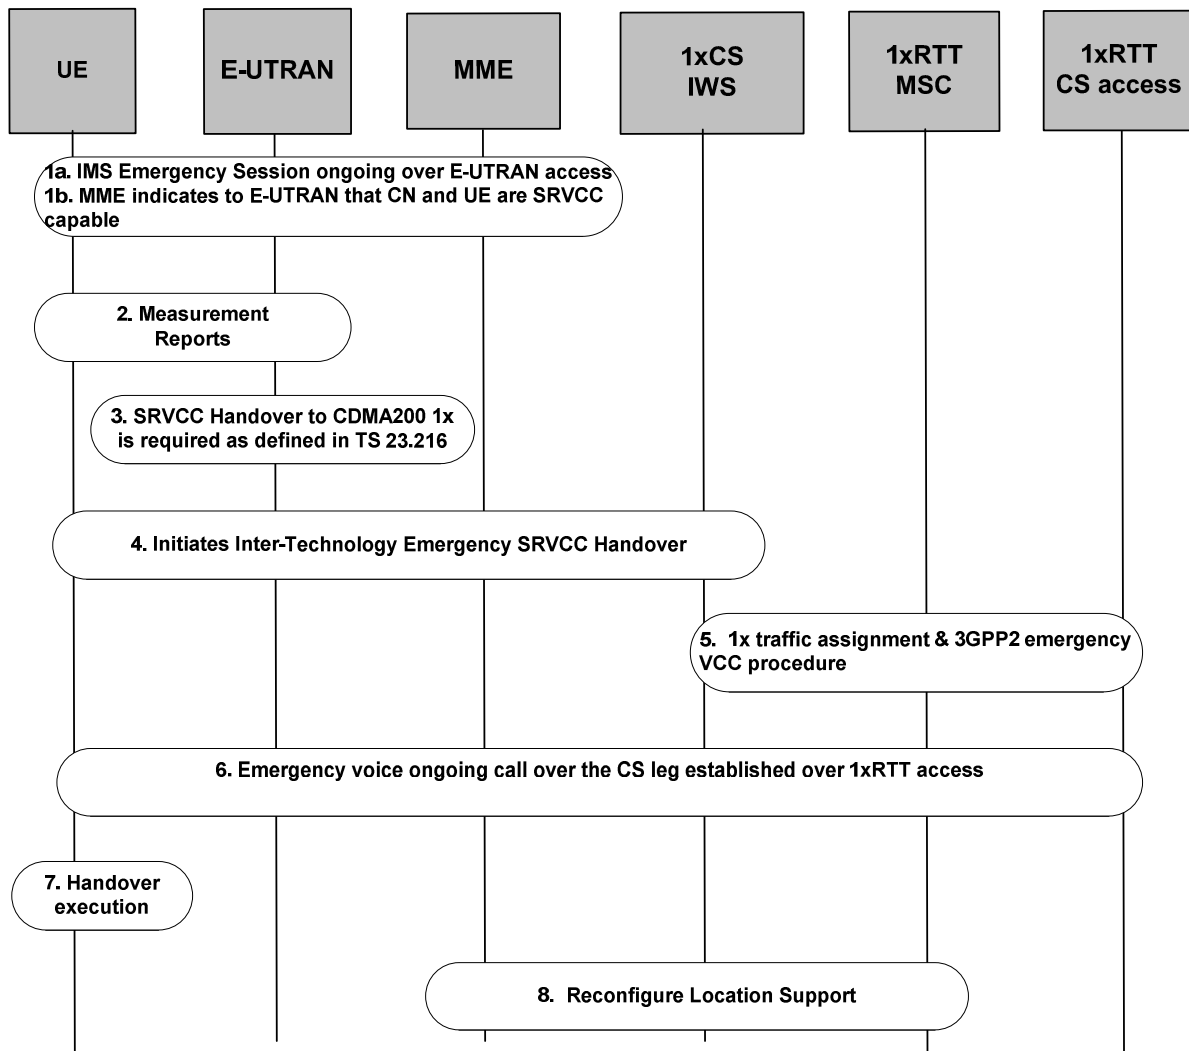 UE
E-UTRAN
MME
1xCS
IWS
1xRTT
MSC
1xRTT
CS access
1a. IMS Emergency Session ongoing over E-UTRAN access
1b. MME indicates to E-UTRAN that CN and UE are SRVCC
capable
2. Measurement
Reports
3. SRVCC Handover to CDMA200 1x
is required as defined in TS 23.216
4. Initiates Inter-Technology Emergency SRVCC Handover
5. 1x traffic assignment & 3GPP2 emergency
VCC procedure
6. Emergency voice ongoing call over the CS leg established over 1xRTT access
7. Handover
execution
8. Reconfigure Location Support